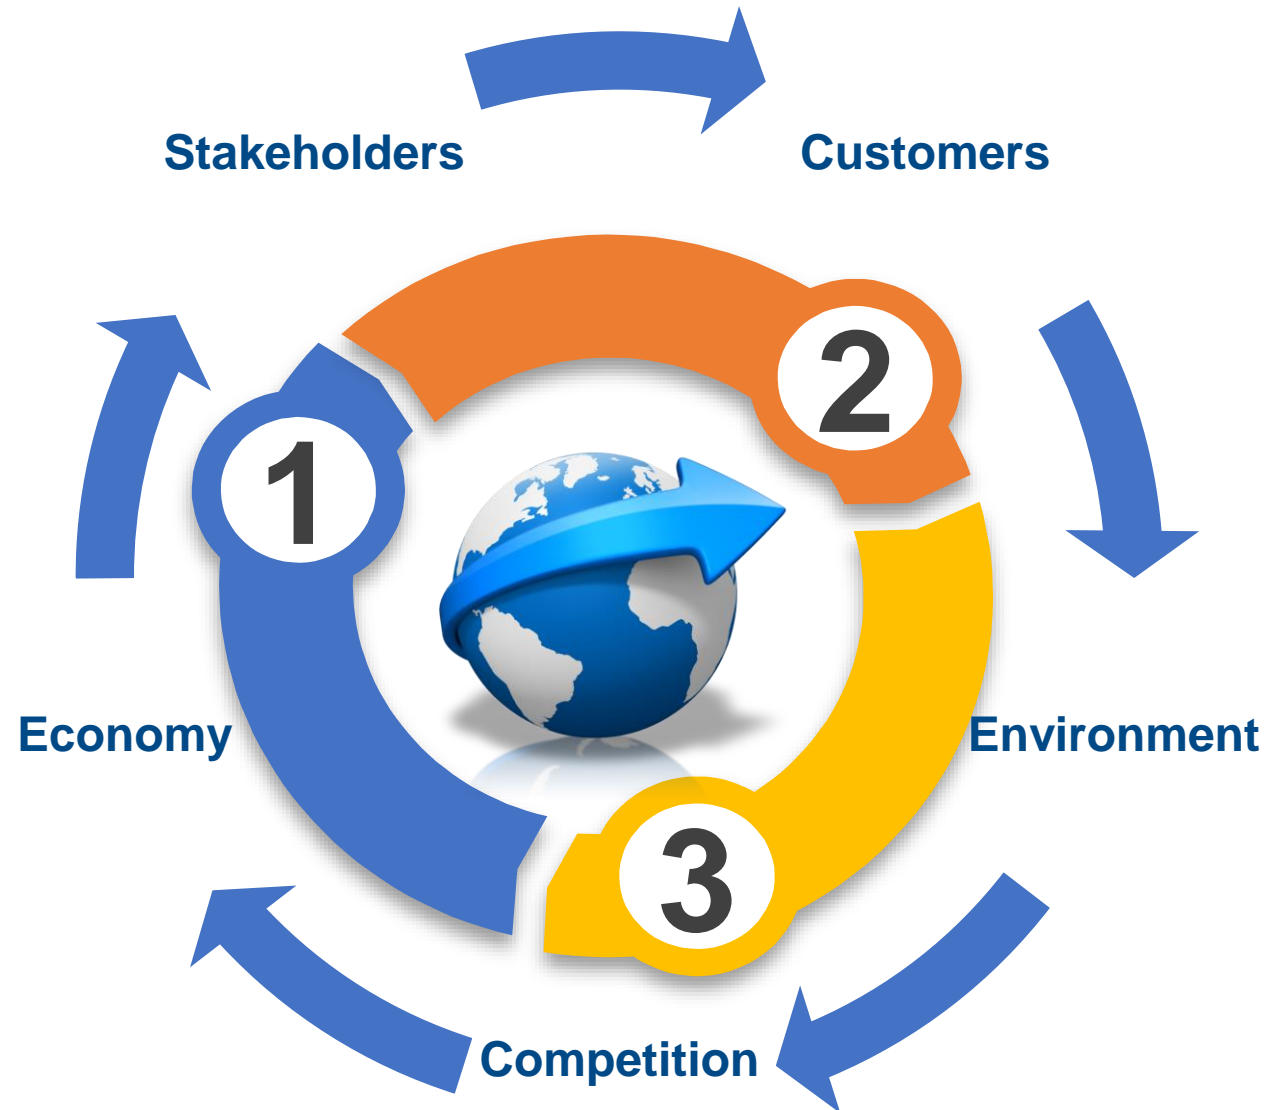 Stakeholders
Customers
2
1
Economy
Environment
3
Competition